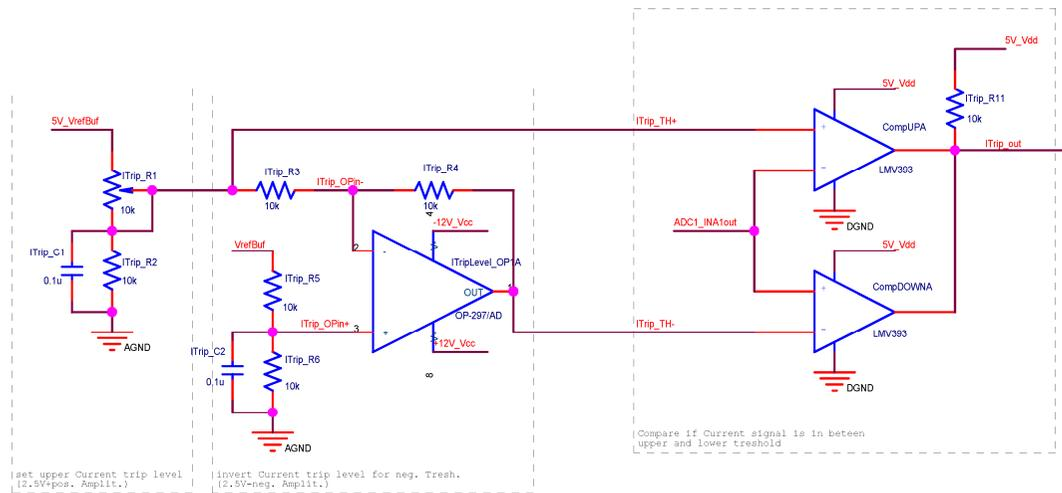 5V_VrefBuf
ITrip_R1
10k
ITrip_C1
0.1u
ITrip_R2
10k
AGND
set upper Current trip level
(2.5V+pos. Amplit.)
ITrip_R3
10k
ITrip_OPin-
ITrip_R4
10k
4
-12V_Vcc
V-
2
-
ITripLevel_OP1A
OUT
1
OP-297/AD
VrefBuf
ITrip_R5
10k
ITrip_OPin+
3
+
+12V_Vcc
8
ITrip_C2
0.1u
ITrip_R6
10k
AGND
invert Current trip level for neg. Tresh.
(2.5V-neg. Amplit.)
ITrip_TH+
ITrip_TH-
ADC1_INA1out
5V_Vdd
+
-
CompUPA
LMV393
DGND
5V_Vdd
ITrip_R11
10k
ITrip_out
5V_Vdd
+
-
CompDOWNA
LMV393
DGND
Compare if Current signal is in beteen
upper and lower treshold